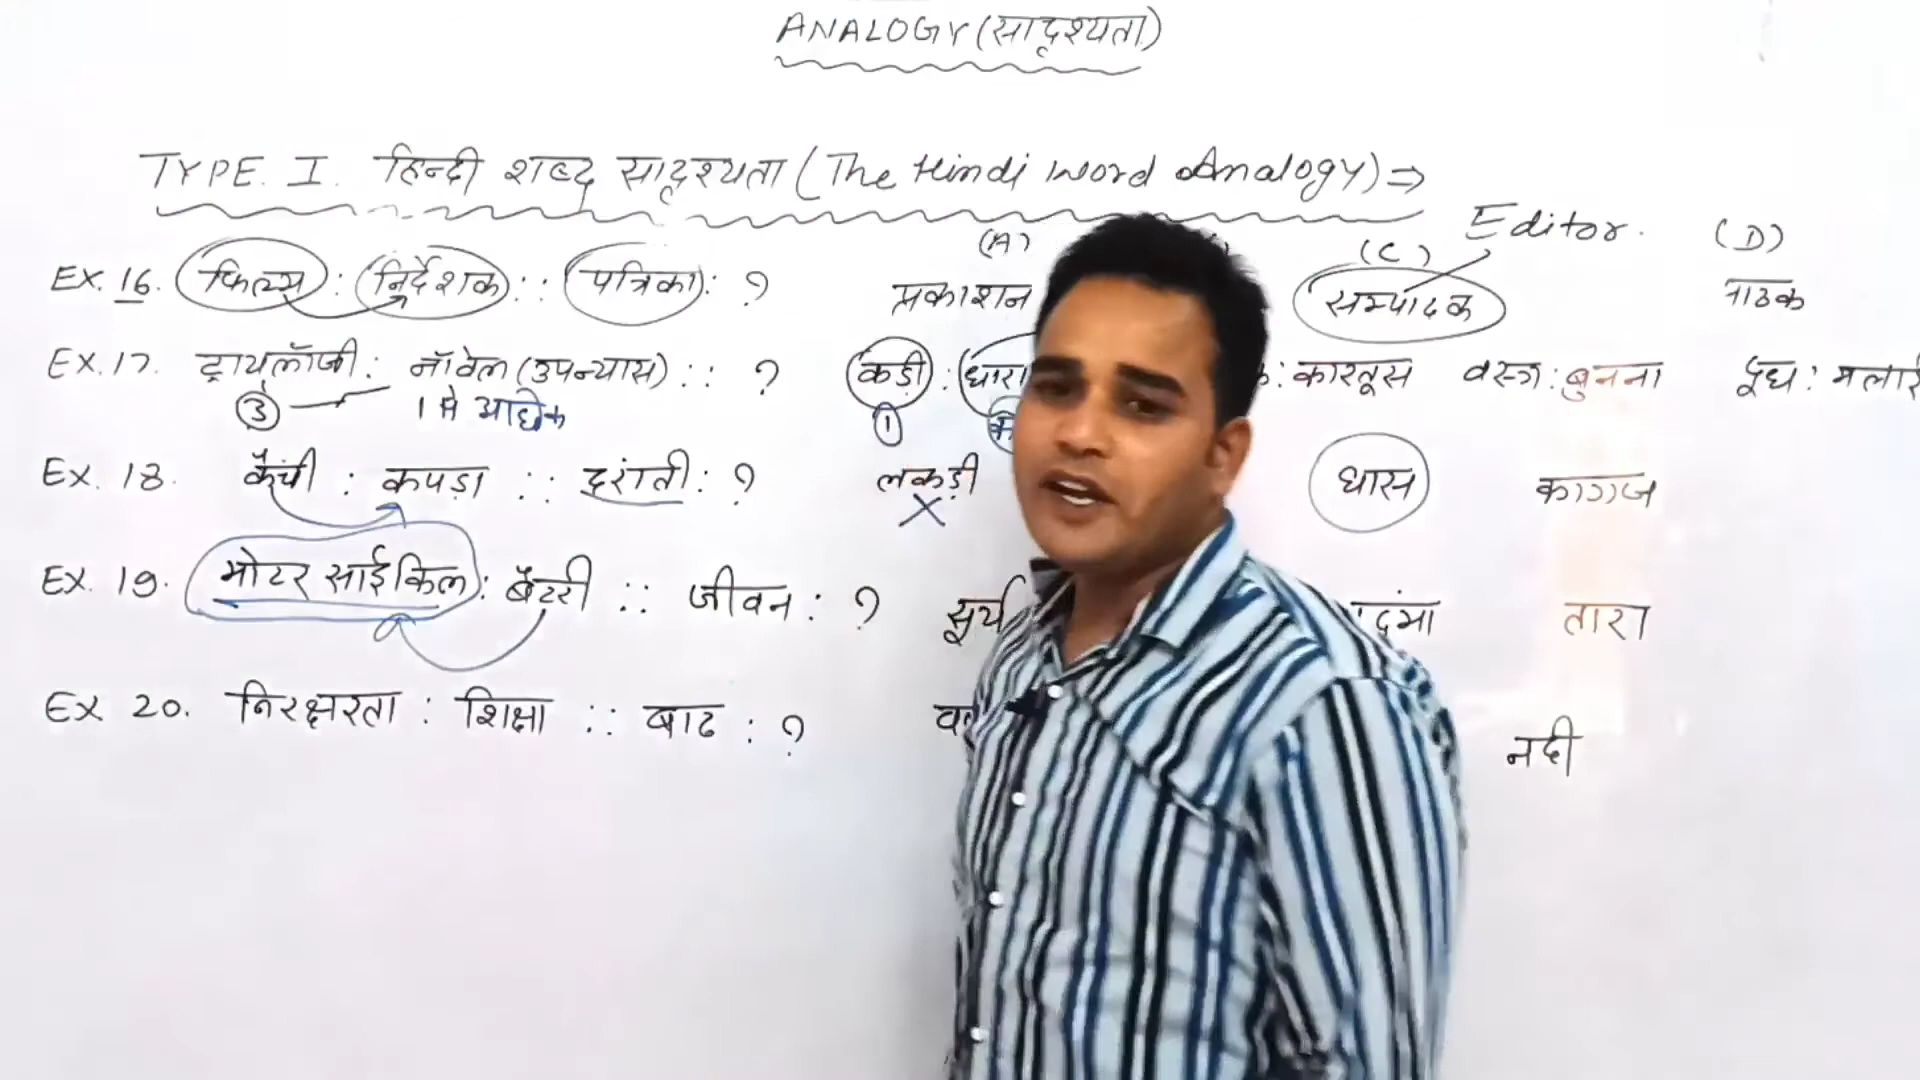 ANALOGY (सादृश्यता)
TYPE. I. हिन्दी शब्द सादृश्यता (The Hindi word Analogy) ⇒
(A) (C) Editor. (D)
EX. 16. फिल्म : निर्देशक :: पत्रिका : ? प्रकाशन सम्पादक पाठक
EX. 17. ट्रायलॉजी : नॉवेल (उपन्यास) :: ? कड़ी : धारा : कारतूस वस्त्र : बुनना दूध : मलाई
3 1 से अधिक 1
EX. 18. कैंची : कपड़ा :: दरांती : ? लकड़ी घास कागज
X
EX. 19. मोटर साईकिल : बैटरी :: जीवन : ? सूर्य तारा
EX 20. निरक्षरता : शिक्षा :: बाढ : ? नदी